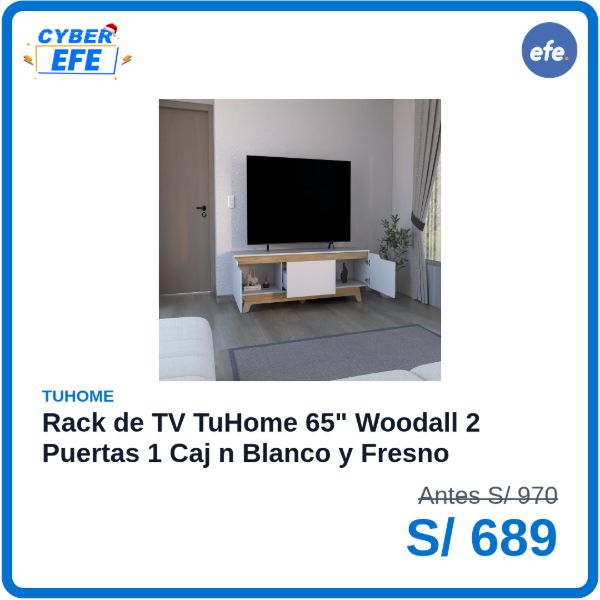 CYBER
EFE
efe.
TUHOME
Rack de TV TuHome 65" Woodall 2
Puertas 1 Caj n Blanco y Fresno
Antes S/ 970
S/ 689